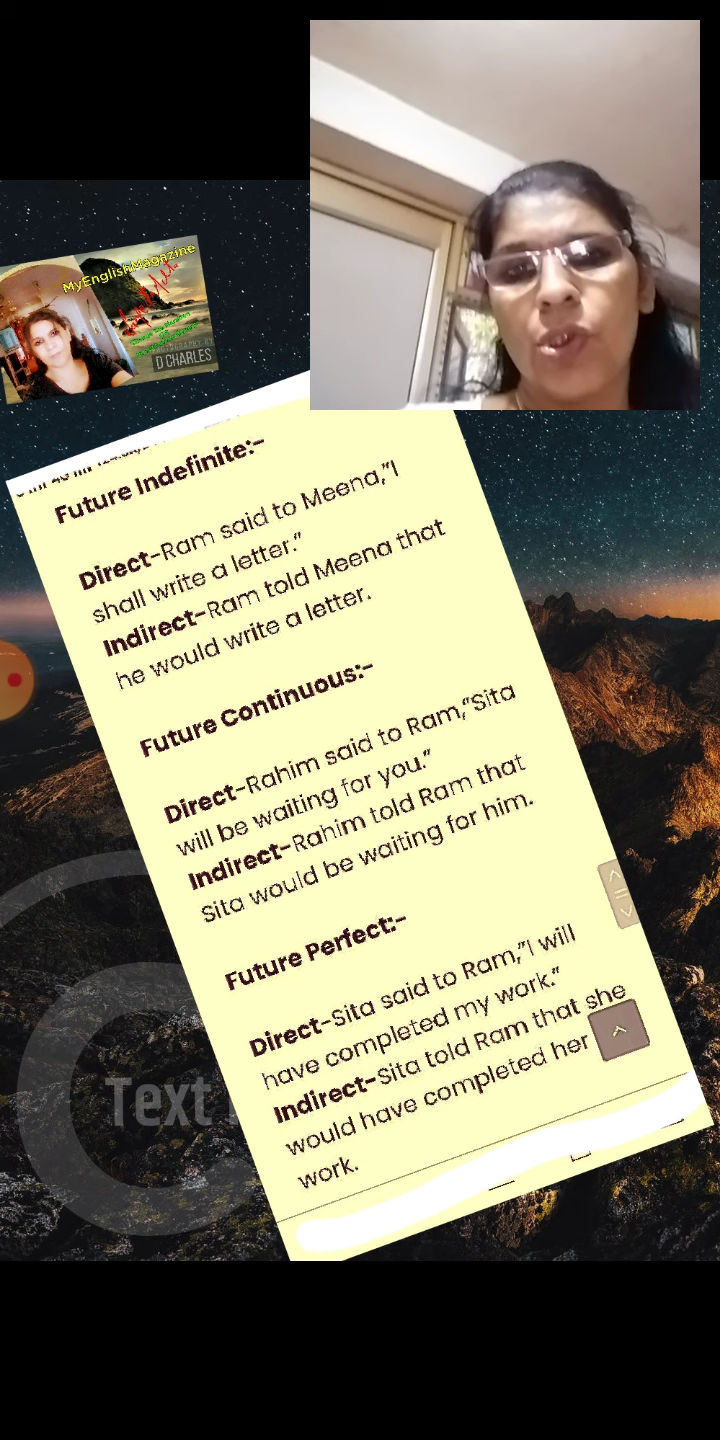 MyEnglishMagazine
D CHARLES
Future Indefinite:-
Direct-Ram said to Meena,"I
shall write a letter."
Indirect-Ram told Meena that
he would write a letter.
Future Continuous:-
Direct-Rahim said to Ram,"Sita
will be waiting for you."
Indirect-Rahim told Ram that
Sita would be waiting for him.
Future Perfect:-
Direct-Sita said to Ram,"I will
have completed my work."
Indirect-Sita told Ram that she
would have completed her
work.
Text